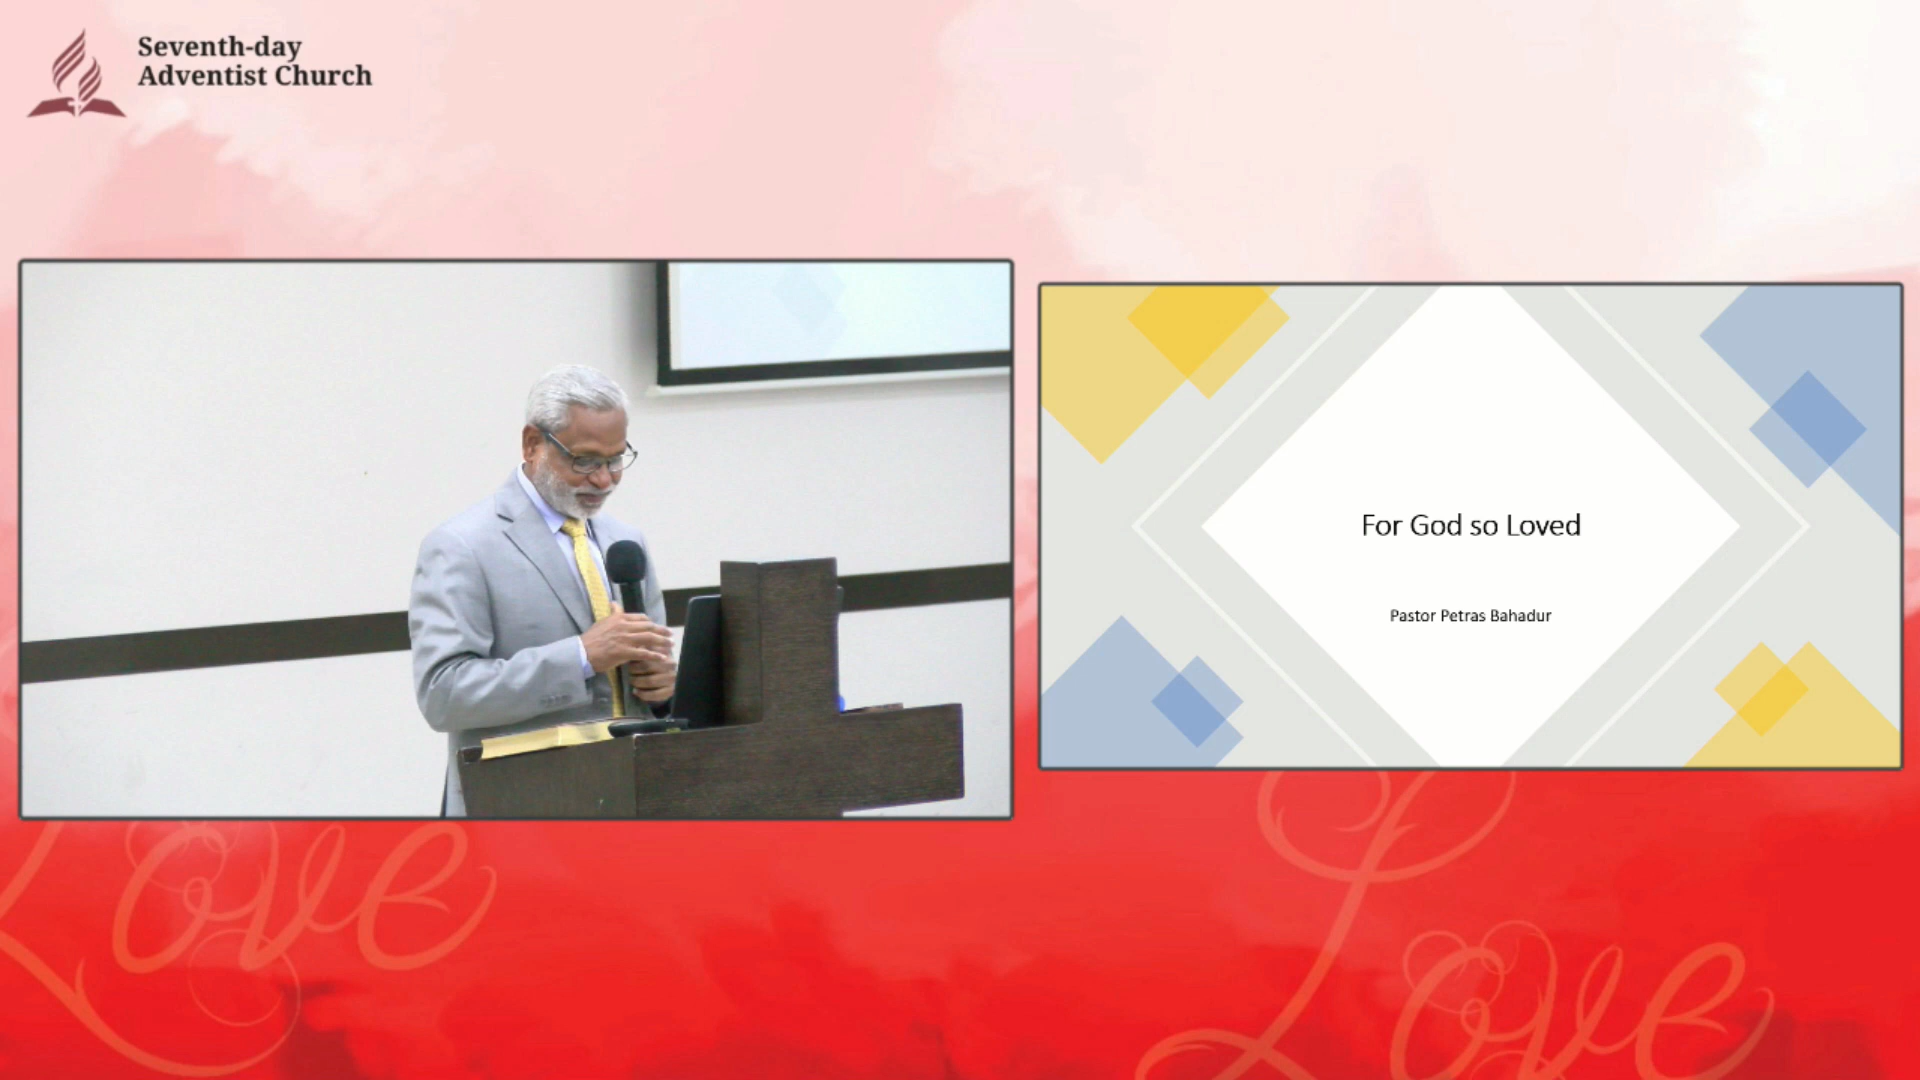 Seventh-day
Adventist Church
For God so Loved
Pastor Petras Bahadur
Love
Love